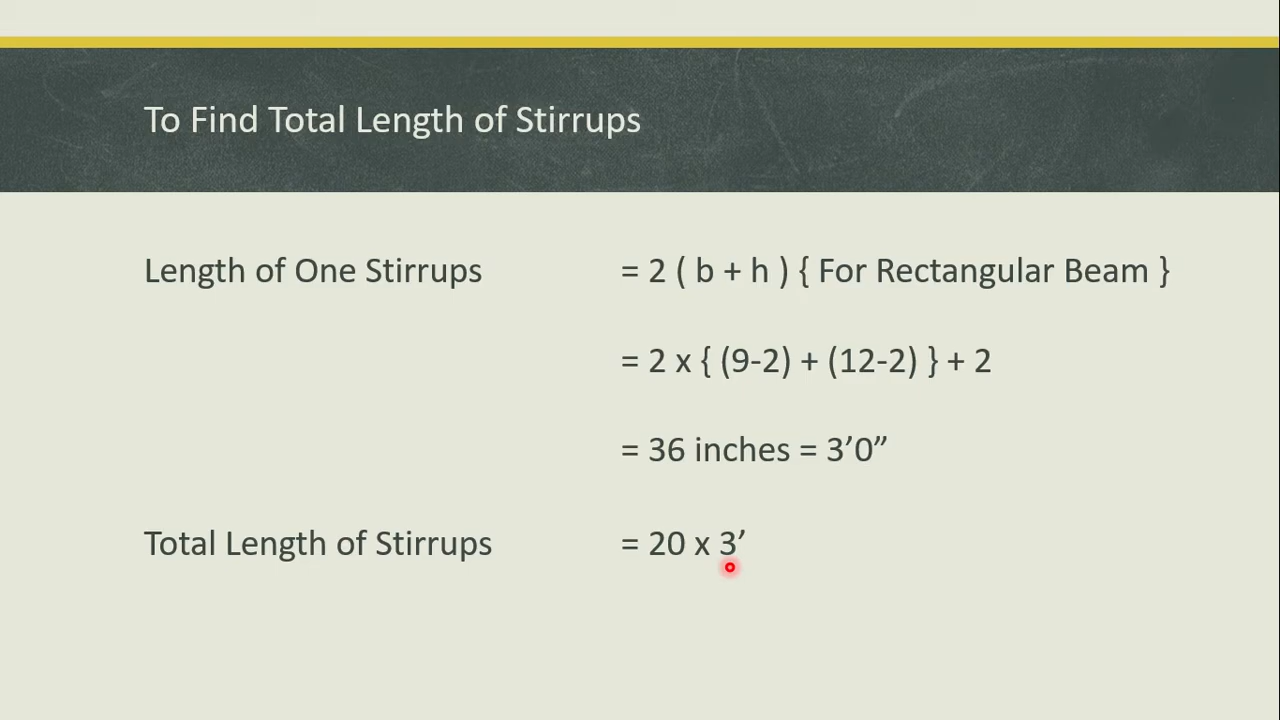 To Find Total Length of Stirrups
Length of One Stirrups = 2 ( b + h ) { For Rectangular Beam }
= 2 x { (9-2) + (12-2) } + 2
= 36 inches = 3’0”
Total Length of Stirrups = 20 x 3’